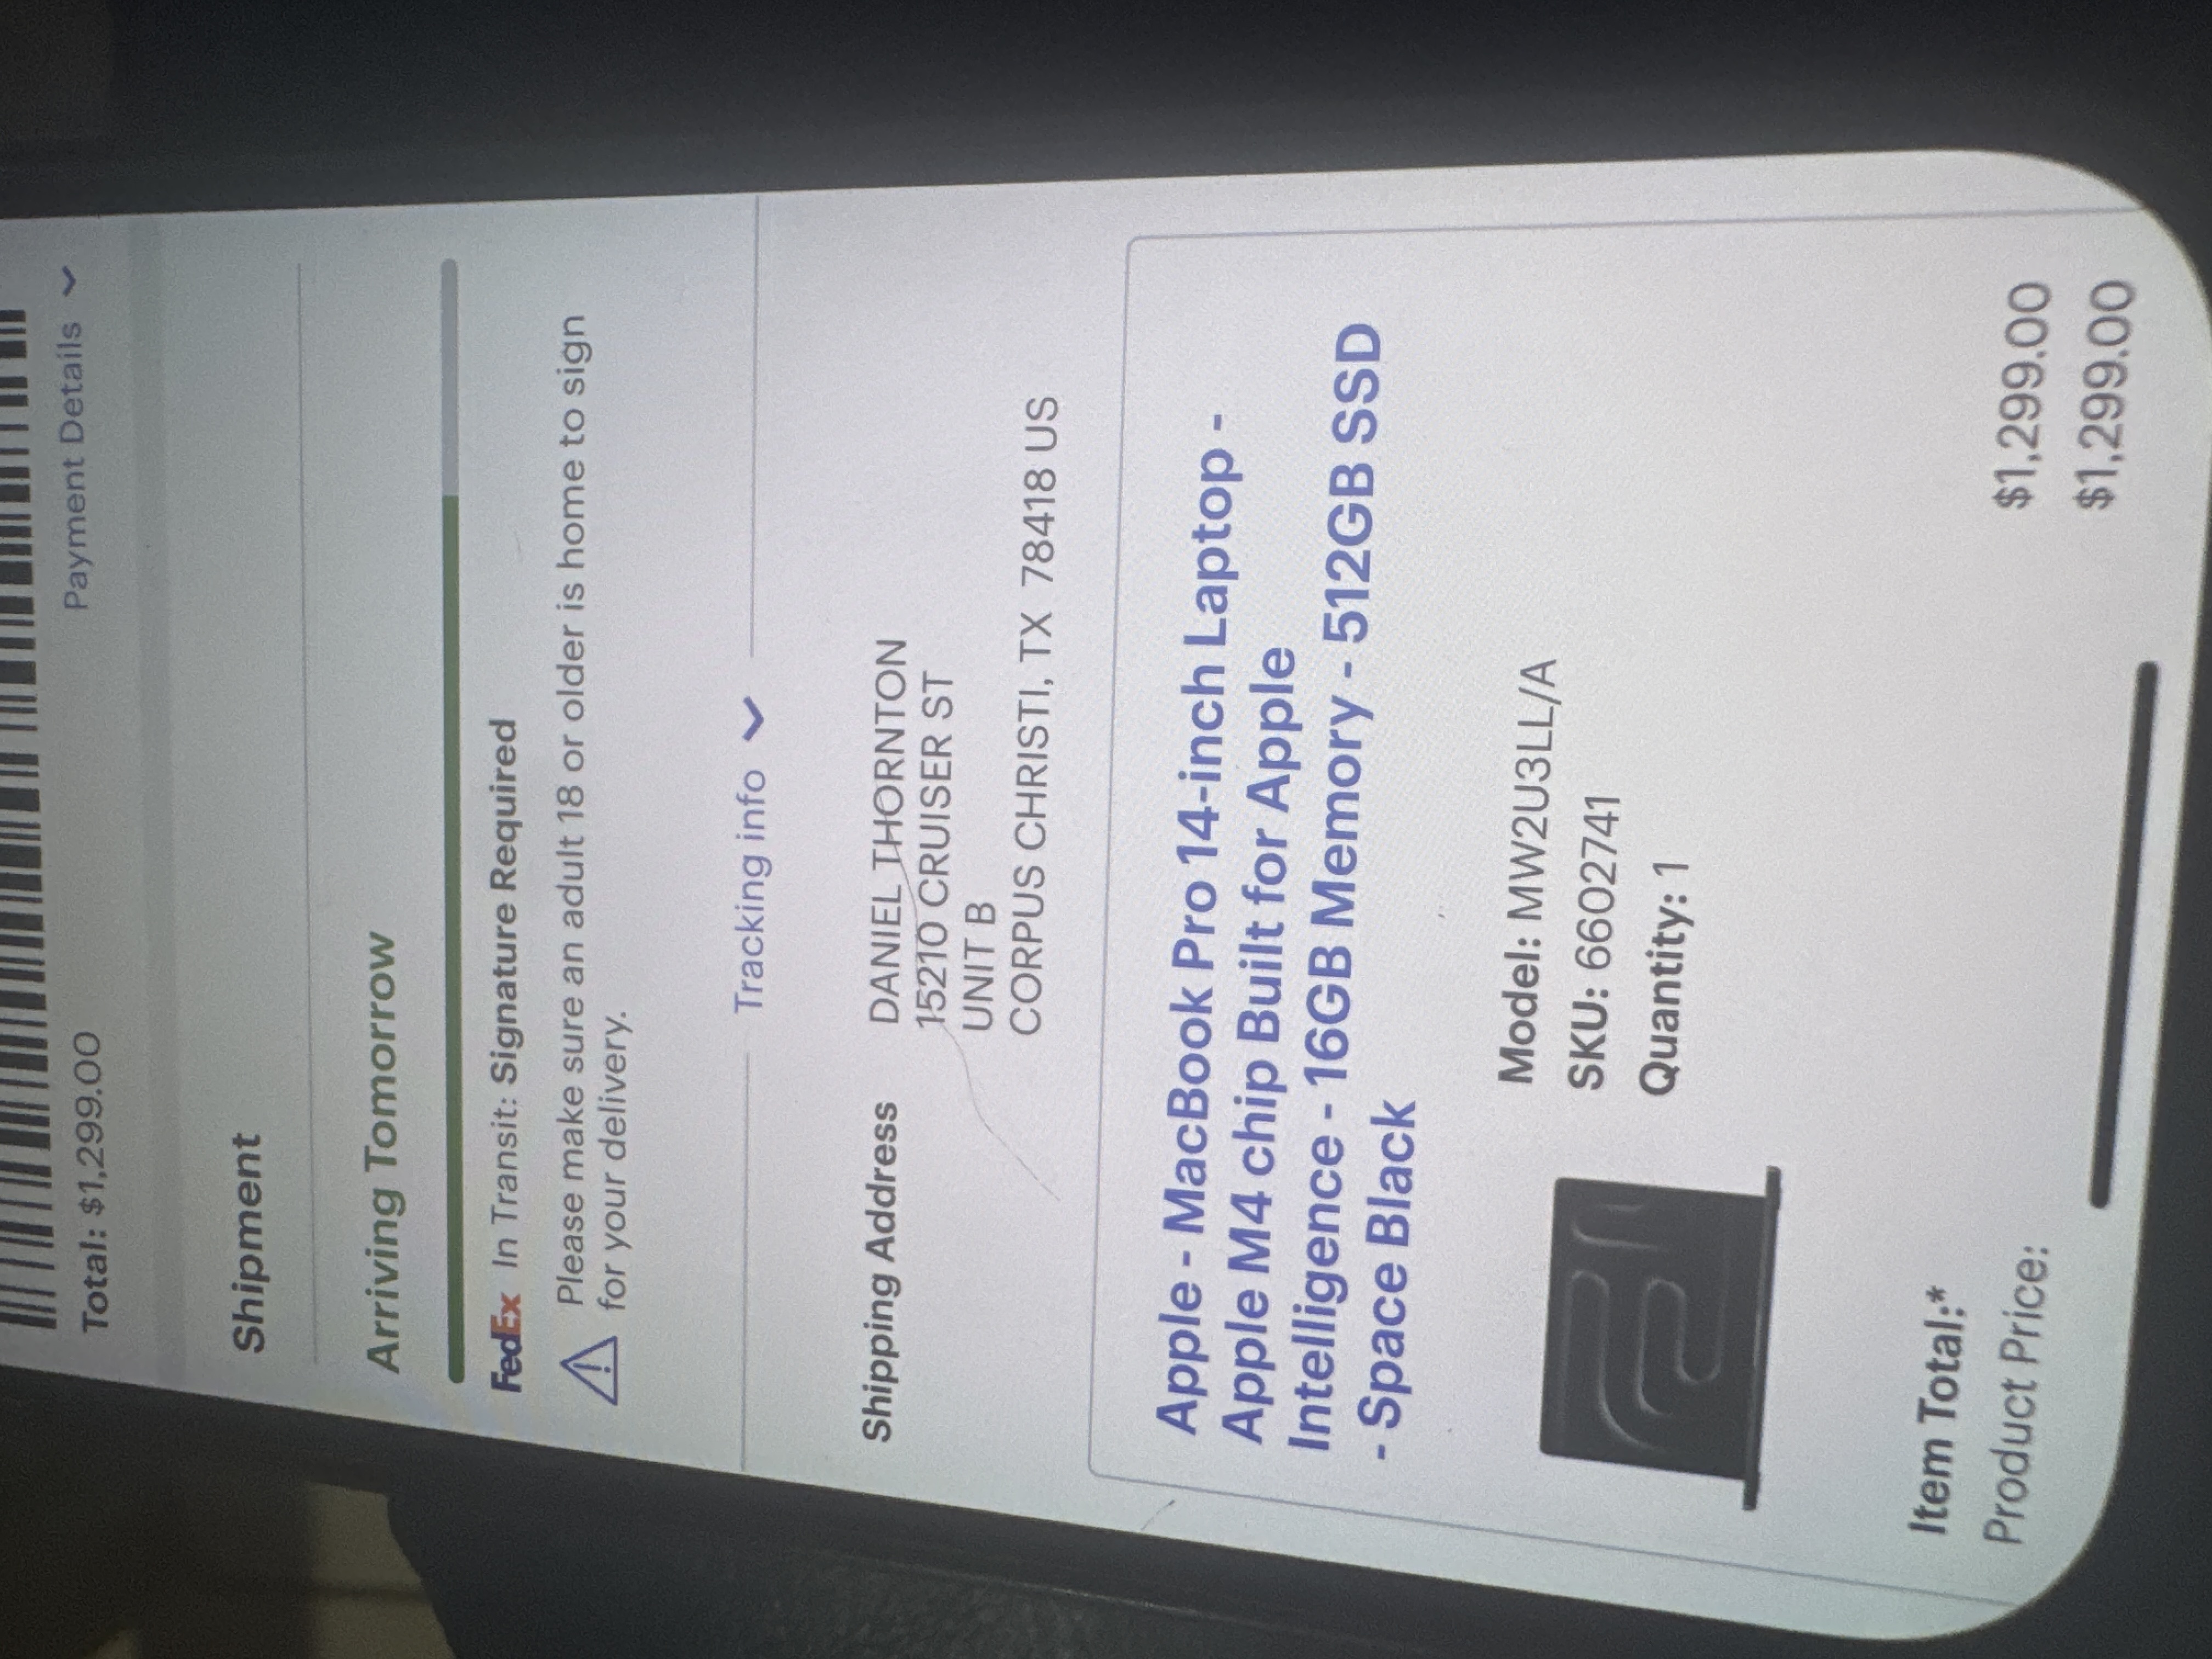 Total: $1,299.00
Payment Details
Shipment
Arriving Tomorrow
FedEx In Transit: Signature Required
Please make sure an adult 18 or older is home to sign
for your delivery.
Tracking info
Shipping Address
DANIEL THORNTON
15210 CRUISER ST
UNIT B
CORPUS CHRISTI, TX 78418 US
Apple - MacBook Pro 14-inch Laptop -
Apple M4 chip Built for Apple
Intelligence - 16GB Memory - 512GB SSD
- Space Black
Model: MW2U3LL/A
SKU: 6602741
Quantity: 1
Item Total:*
$1,299.00
Product Price:
$1,299.00